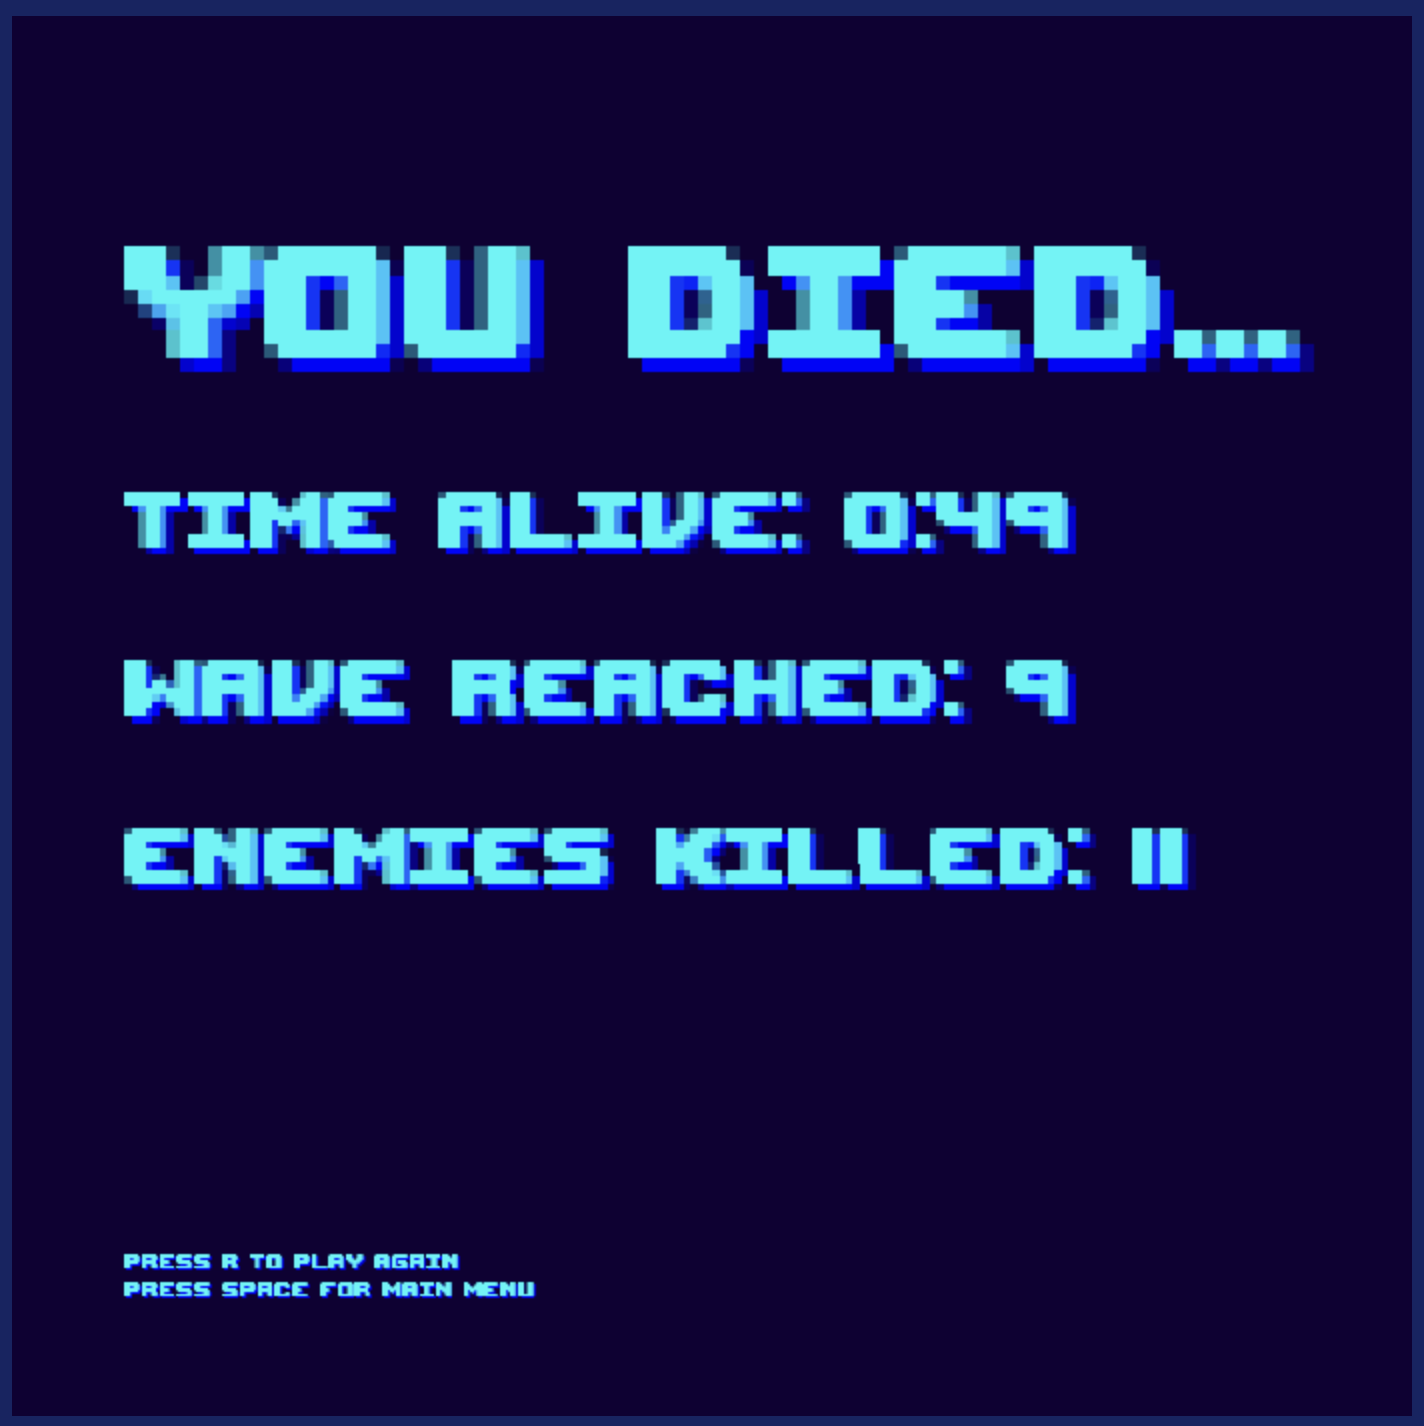 YOU DIED...
TIME ALIVE: 0:49
WAVE REACHED: 9
ENEMIES KILLED: 11
PRESS R TO PLAY AGAIN
PRESS SPACE FOR MAIN MENU